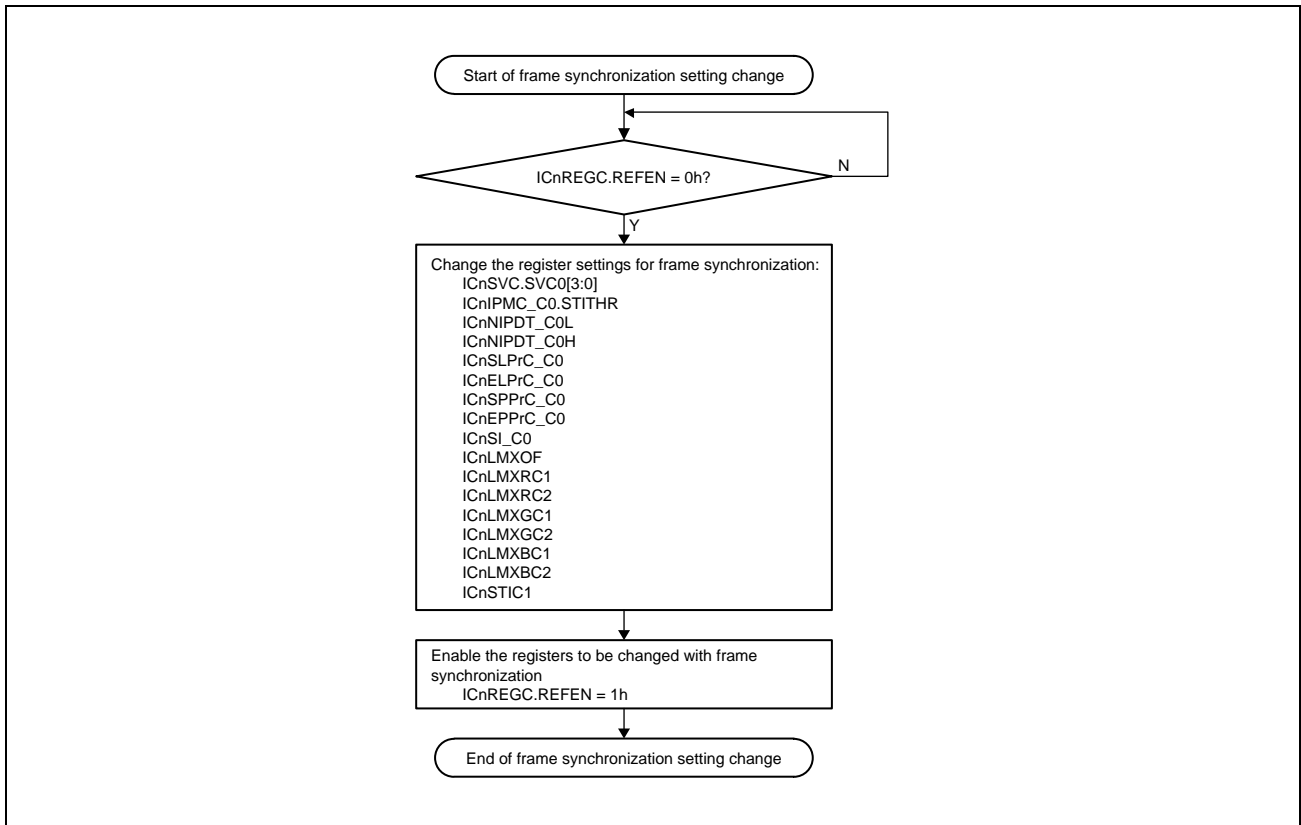 Start of frame synchronization setting change
ICnREGC.REFEN = 0h?
N
Y
Change the register settings for frame synchronization:
ICnSVC.SVC0[3:0]
ICnIPMC_C0.STITHR
ICnNIPDT_C0L
ICnNIPDT_C0H
ICnSLPrC_C0
ICnELPrC_C0
ICnSPPrC_C0
ICnEPPrC_C0
ICnSI_C0
ICnLMXOF
ICnLMXRC1
ICnLMXRC2
ICnLMXGC1
ICnLMXGC2
ICnLMXBC1
ICnLMXBC2
ICnSTIC1
Enable the registers to be changed with frame
synchronization
ICnREGC.REFEN = 1h
End of frame synchronization setting change